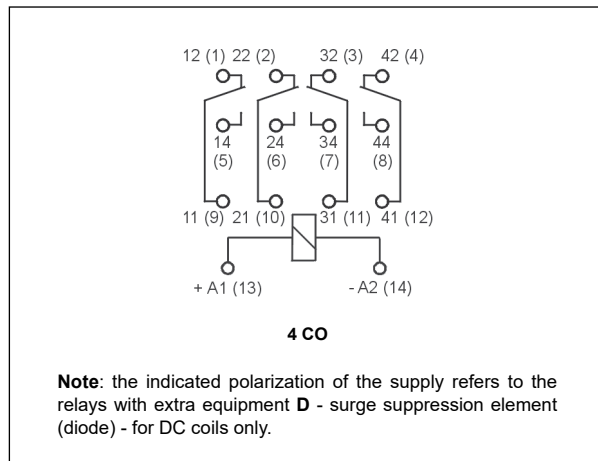 12 (1) 22 (2) 32 (3) 42 (4)
14 24 34 44
(5) (6) (7) (8)
11 (9) 21 (10) 31 (11) 41 (12)
+ A1 (13) - A2 (14)
4 CO
Note: the indicated polarization of the supply refers to the
relays with extra equipment D - surge suppression element
(diode) - for DC coils only.